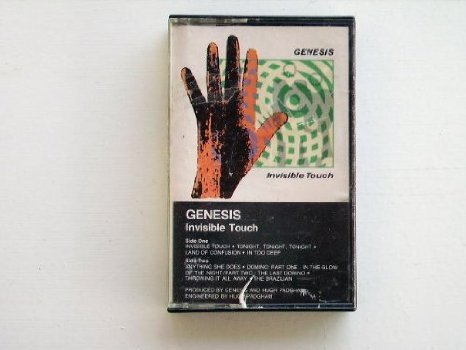 GENESIS
Invisible Touch
GENESIS
Invisible Touch
Side One
INVISIBLE TOUCH • TONIGHT, TONIGHT, TONIGHT •
LAND OF CONFUSION • IN TOO DEEP
Side Two
ANYTHING SHE DOES • DOMINO: PART ONE - IN THE GLOW
OF THE NIGHT/PART TWO - THE LAST DOMINO •
THROWING IT ALL AWAY • THE BRAZILIAN
PRODUCED BY GENESIS AND HUGH PADGHAM
ENGINEERED BY HUGH PADGHAM